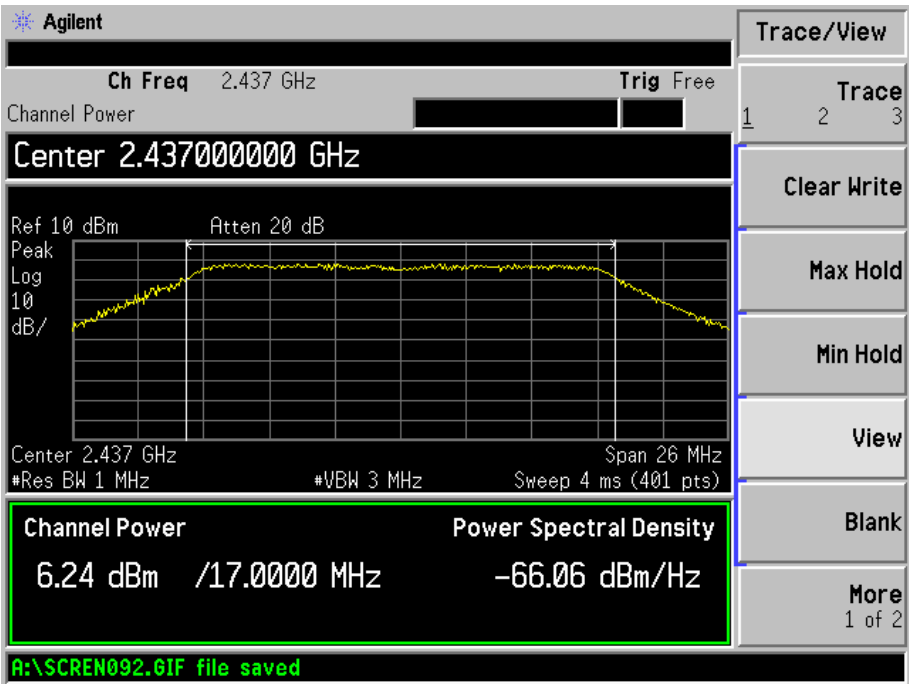 Agilent
Ch Freq 2.437 GHz Trig Free
Channel Power
Center 2.437000000 GHz
Ref 10 dBm Atten 20 dB
Peak
Log
10
dB/
Center 2.437 GHz Span 26 MHz
#Res BW 1 MHz #VBW 3 MHz Sweep 4 ms (401 pts)
Channel Power Power Spectral Density
6.24 dBm /17.0000 MHz -66.06 dBm/Hz
A:\SCREN092.GIF file saved
Trace/View
Trace
1 2 3
Clear Write
Max Hold
Min Hold
View
Blank
More
1 of 2